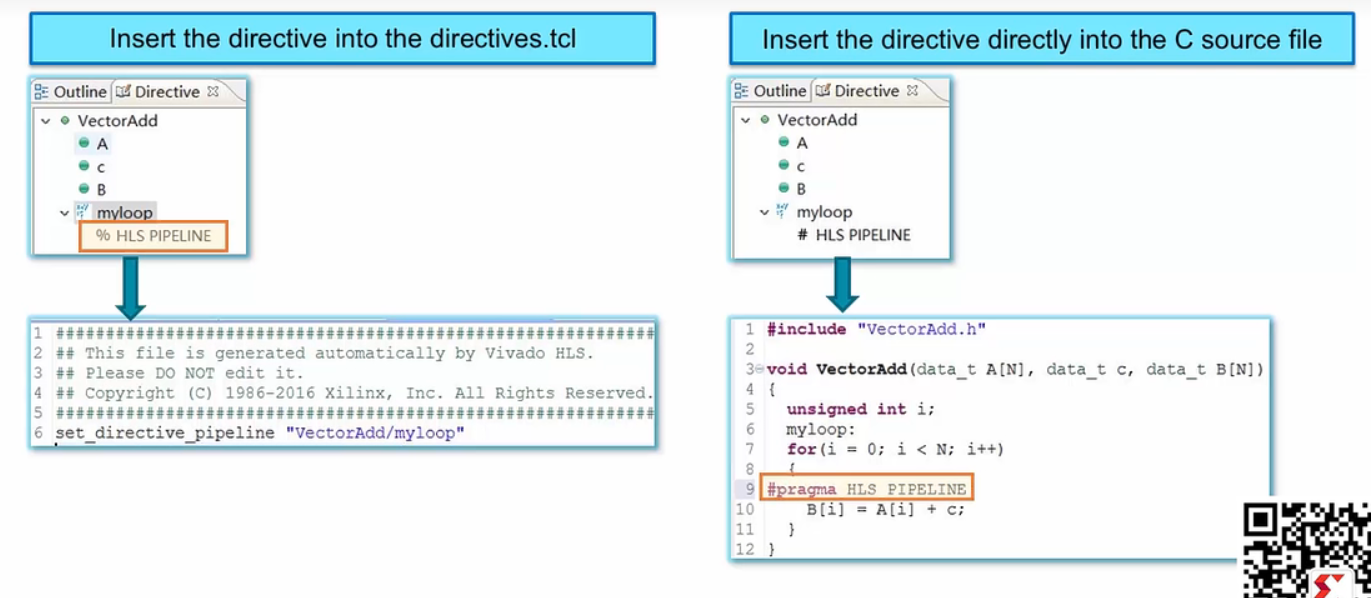 Insert the directive into the directives.tcl
Outline Directive
VectorAdd
A
c
B
myloop
% HLS PIPELINE
1 ##############################################################
2 ## This file is generated automatically by Vivado HLS.
3 ## Please DO NOT edit it.
4 ## Copyright (C) 1986-2016 Xilinx, Inc. All Rights Reserved.
5 ##############################################################
6 set_directive_pipeline "VectorAdd/myloop"
Insert the directive directly into the C source file
Outline Directive
VectorAdd
A
c
B
myloop
# HLS PIPELINE
1 #include "VectorAdd.h"
2
3 void VectorAdd(data_t A[N], data_t c, data_t B[N])
4 {
5 unsigned int i;
6 myloop:
7 for(i = 0; i < N; i++)
8 {
9 #pragma HLS PIPELINE
10 B[i] = A[i] + c;
11 }
12 }